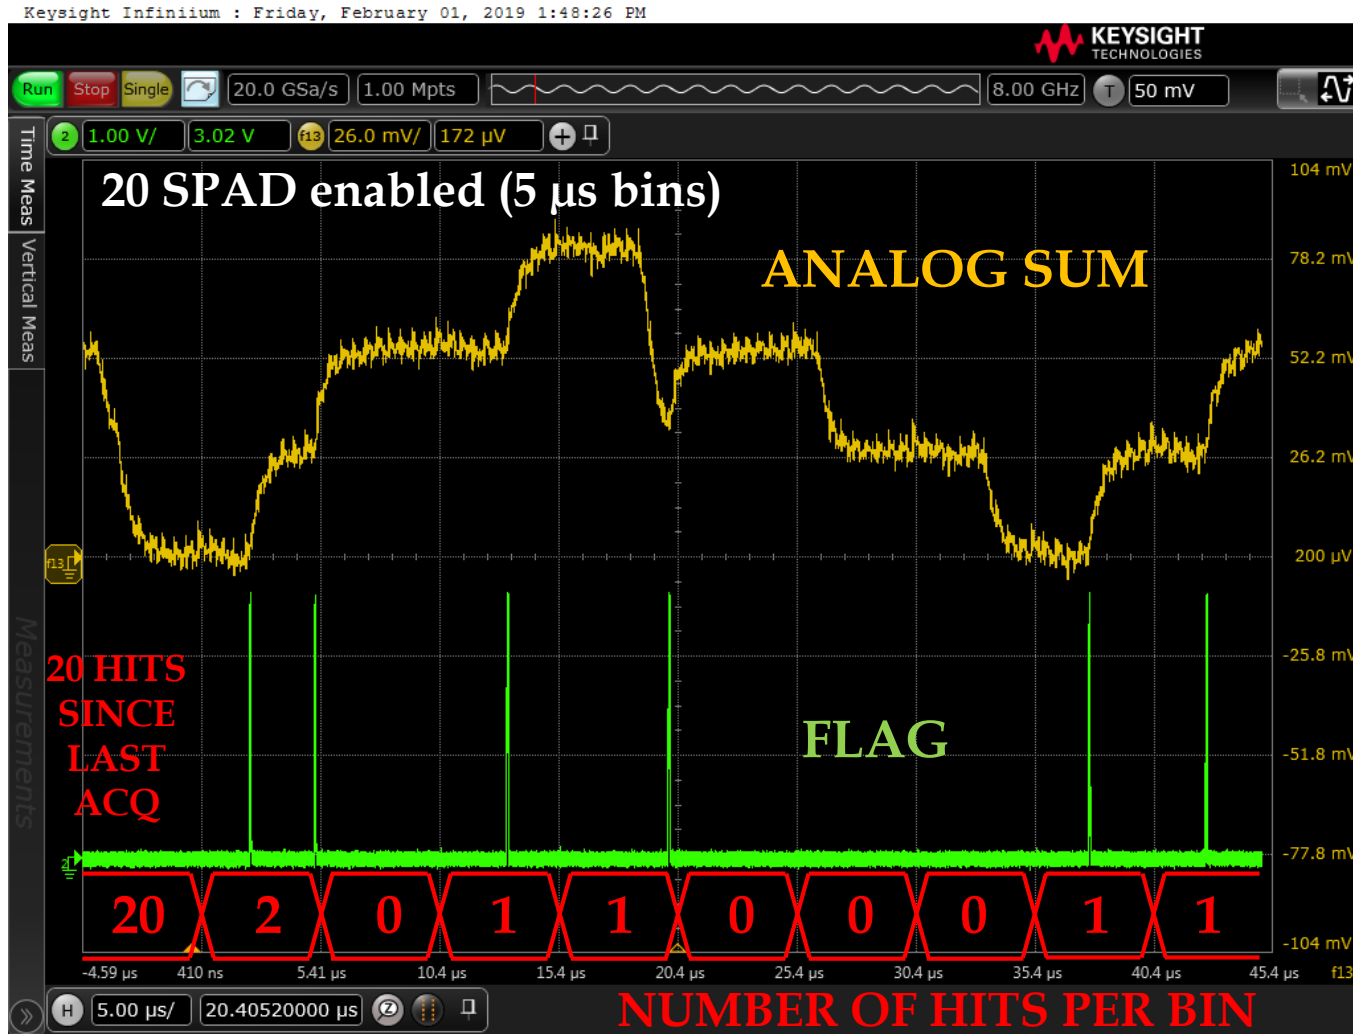 Keysight Infiniium : Friday, February 01, 2019 1:48:26 PM
KEYSIGHT
TECHNOLOGIES
Run Stop Single 20.0 GSa/s 1.00 Mpts 8.00 GHz T 50 mV
2 1.00 V/ 3.02 V f13 26.0 mV/ 172 µV +
Time Meas
Vertical Meas
Measurements
20 SPAD enabled (5 µs bins)
104 mV
ANALOG SUM
78.2 mV
52.2 mV
26.2 mV
f13
200 µV
-25.8 mV
20 HITS
SINCE
LAST
ACQ
FLAG
-51.8 mV
2
-77.8 mV
20 2 0 1 1 0 0 0 1 1
-104 mV
-4.59 µs 410 ns 5.41 µs 10.4 µs 15.4 µs 20.4 µs 25.4 µs 30.4 µs 35.4 µs 40.4 µs 45.4 µs f13
H 5.00 µs/ 20.40520000 µs Z
NUMBER OF HITS PER BIN